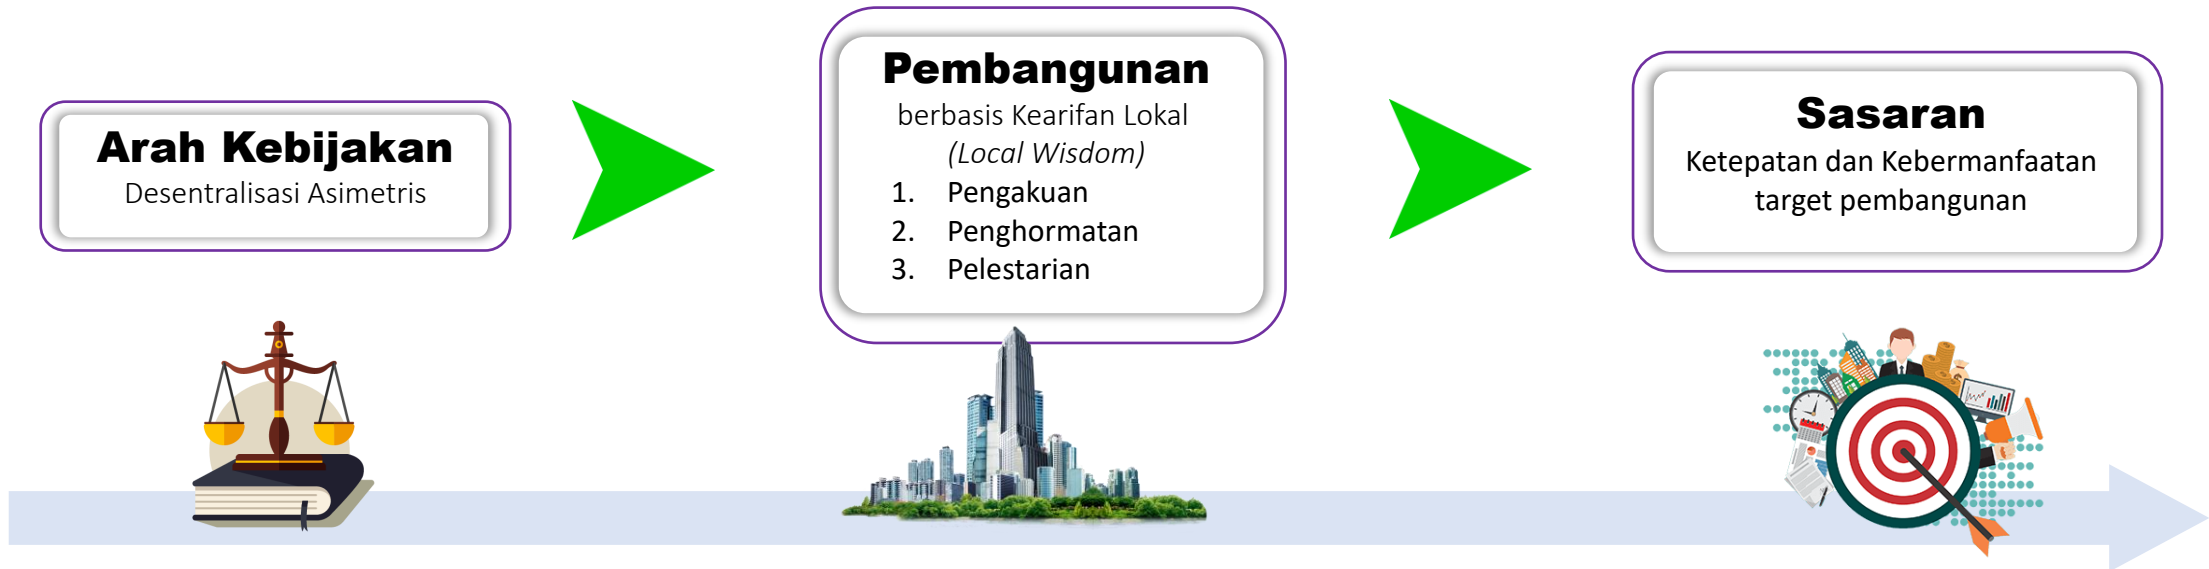 Arah Kebijakan
Desentralisasi Asimetris
Pembangunan
berbasis Kearifan Lokal
(Local Wisdom)
1. Pengakuan
2. Penghormatan
3. Pelestarian
Sasaran
Ketepatan dan Kebermanfaatan
target pembangunan